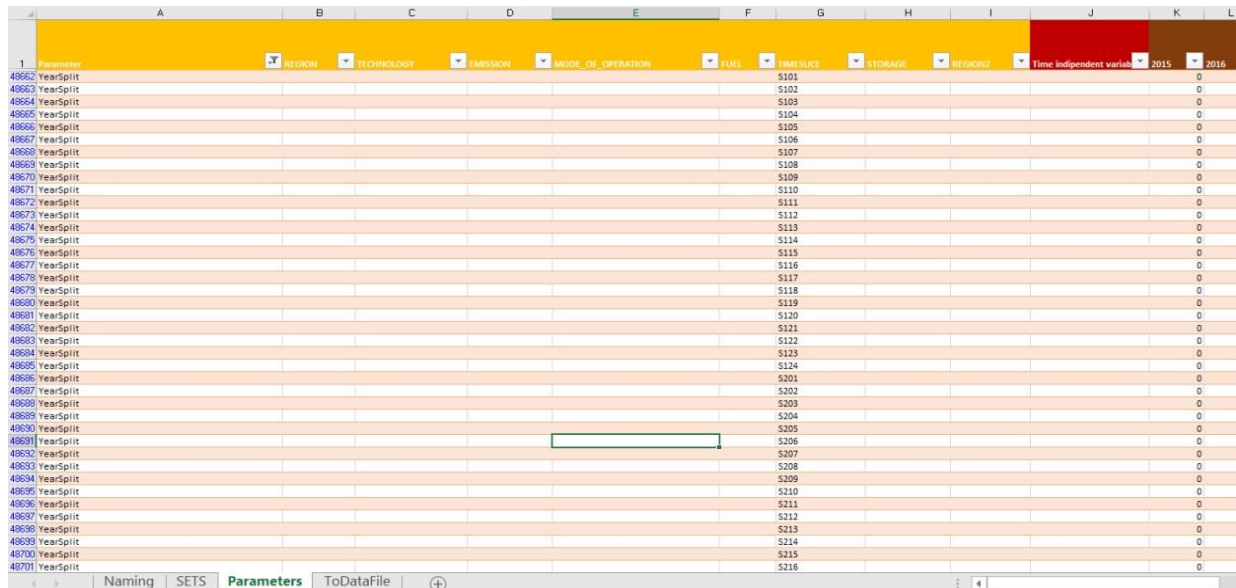 A B C D E F G H I J K L
1 Parameter REGION TECHNOLOGY EMISSION MODE_OF_OPERATION FUEL TIMESLICE STORAGE REGION2 Time indipendent variab 2015 2016
48662 YearSplit S101 0
48663 YearSplit S102 0
48664 YearSplit S103 0
48665 YearSplit S104 0
48666 YearSplit S105 0
48667 YearSplit S106 0
48668 YearSplit S107 0
48669 YearSplit S108 0
48670 YearSplit S109 0
48671 YearSplit S110 0
48672 YearSplit S111 0
48673 YearSplit S112 0
48674 YearSplit S113 0
48675 YearSplit S114 0
48676 YearSplit S115 0
48677 YearSplit S116 0
48678 YearSplit S117 0
48679 YearSplit S118 0
48680 YearSplit S119 0
48681 YearSplit S120 0
48682 YearSplit S121 0
48683 YearSplit S122 0
48684 YearSplit S123 0
48685 YearSplit S124 0
48686 YearSplit S201 0
48687 YearSplit S202 0
48688 YearSplit S203 0
48689 YearSplit S204 0
48690 YearSplit S205 0
48691 YearSplit S206 0
48692 YearSplit S207 0
48693 YearSplit S208 0
48694 YearSplit S209 0
48695 YearSplit S210 0
48696 YearSplit S211 0
48697 YearSplit S212 0
48698 YearSplit S213 0
48699 YearSplit S214 0
48700 YearSplit S215 0
48701 YearSplit S216 0
Naming SETS Parameters ToDataFile